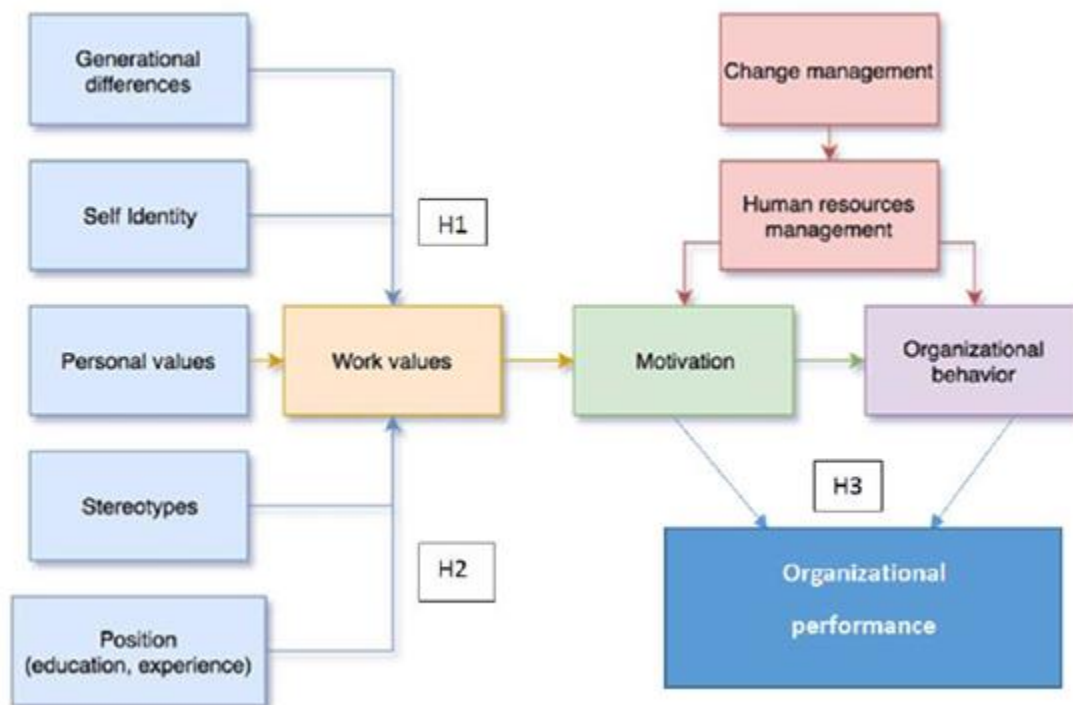 Generational
differences
Change management
Self Identity
H1
Human resources
management
Personal values
Work values
Motivation
Organizational
behavior
Stereotypes
H3
H2
Organizational
performance
Position
(education, experience)